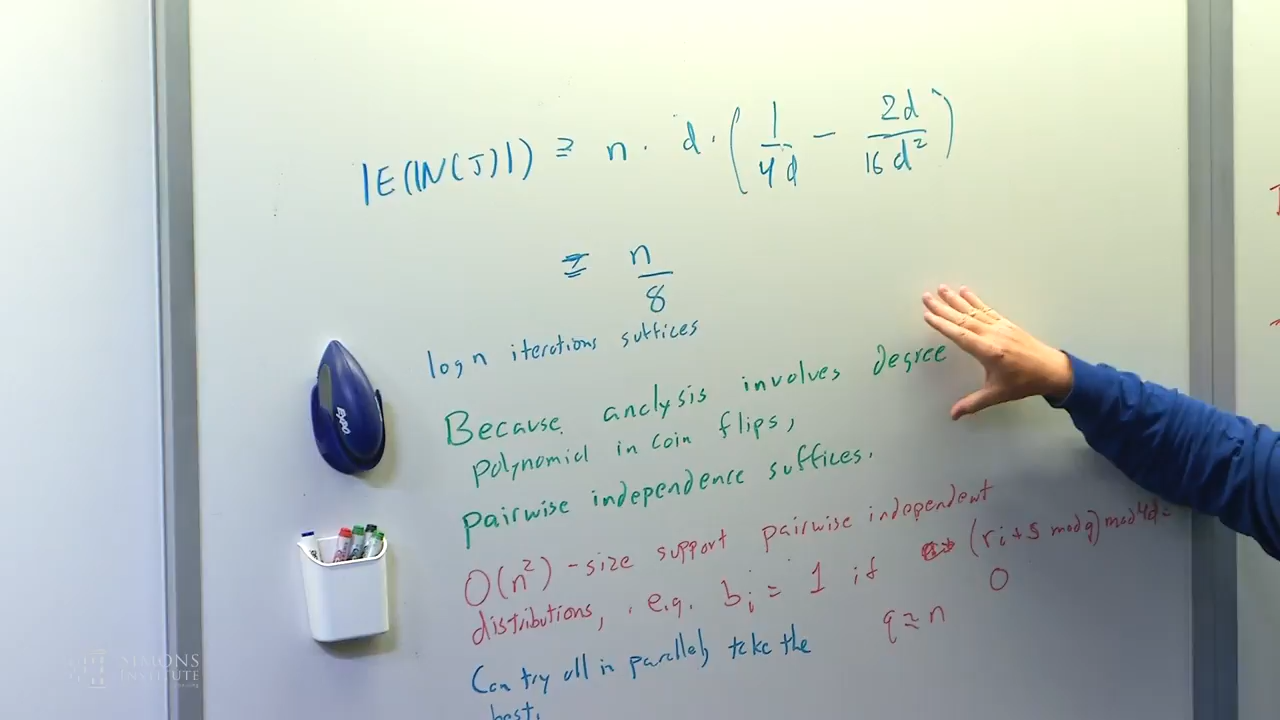 |E(|N(J)|) ≥ n · d · (1/4d − 2d/16d²)
≥ n/8
log n iterations suffices
Because analysis involves degree
polynomial in coin flips,
pairwise independence suffices.
O(n²)-size support pairwise independent
distributions, e.g. b_i = 1 if (r i + s mod q) mod 4d =
0
q ≈ n
Can try all in parallel, take the
best.
EXPO
SIMONS
INSTITUTE